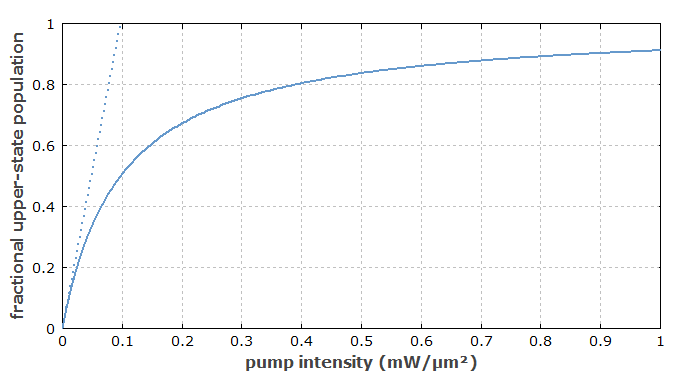 fractional upper-state population
1
0.8
0.6
0.4
0.2
0
0 0.1 0.2 0.3 0.4 0.5 0.6 0.7 0.8 0.9 1
pump intensity (mW/μm²)